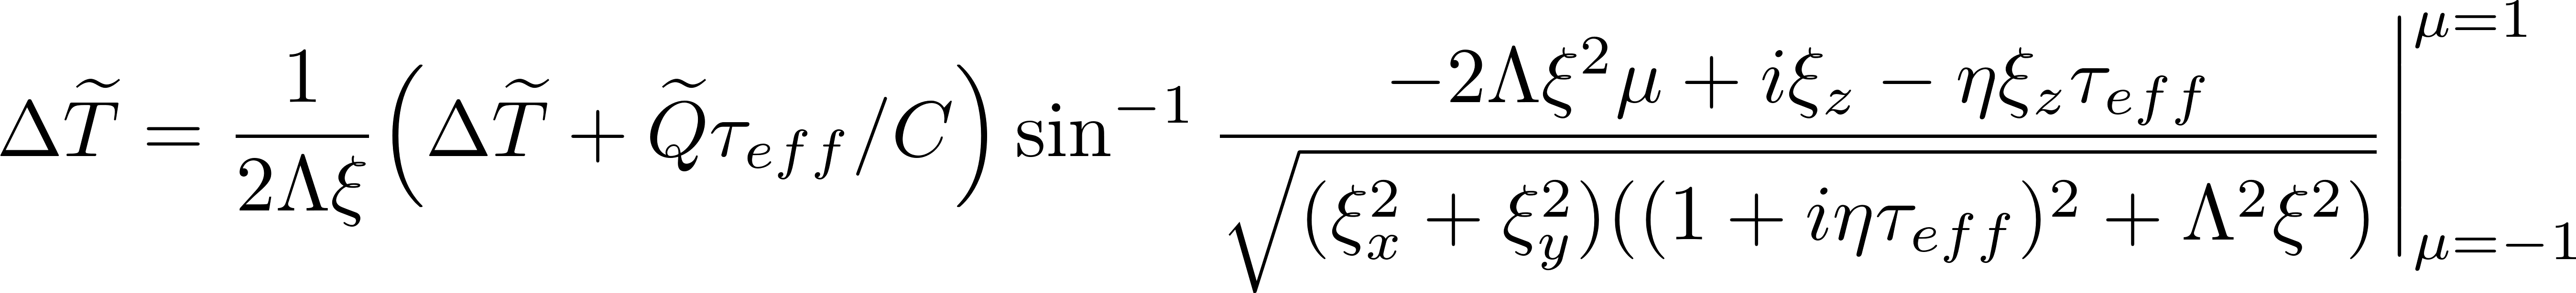 $\Delta \widetilde{T} = \frac{1}{2\Lambda\xi} \left( \Delta \widetilde{T} + \widetilde{Q} \tau_{eff} / C \right) \sin^{-1} \left. \frac{-2\Lambda\xi^2\mu + i\xi_z - \eta\xi_z\tau_{eff}}{\sqrt{(\xi_x^2 + \xi_y^2)((1 + i\eta\tau_{eff})^2 + \Lambda^2\xi^2)}} \right|_{\mu=-1}^{\mu=1}$